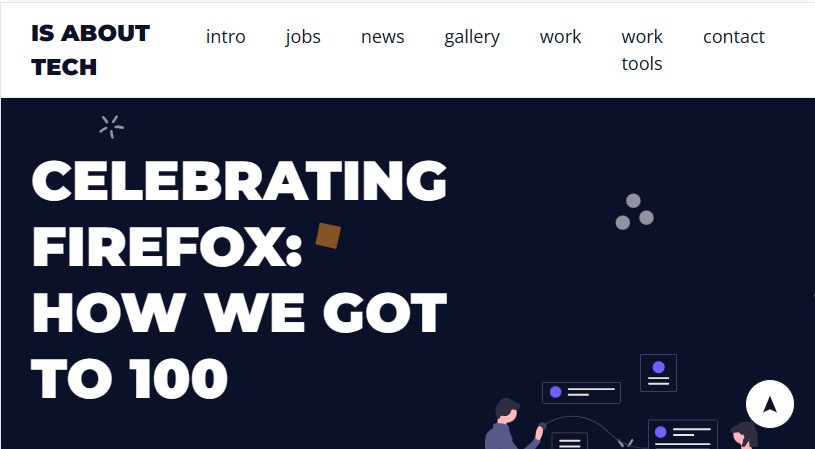 IS ABOUT
TECH
intro jobs news gallery work work tools contact
CELEBRATING
FIREFOX:
HOW WE GOT
TO 100